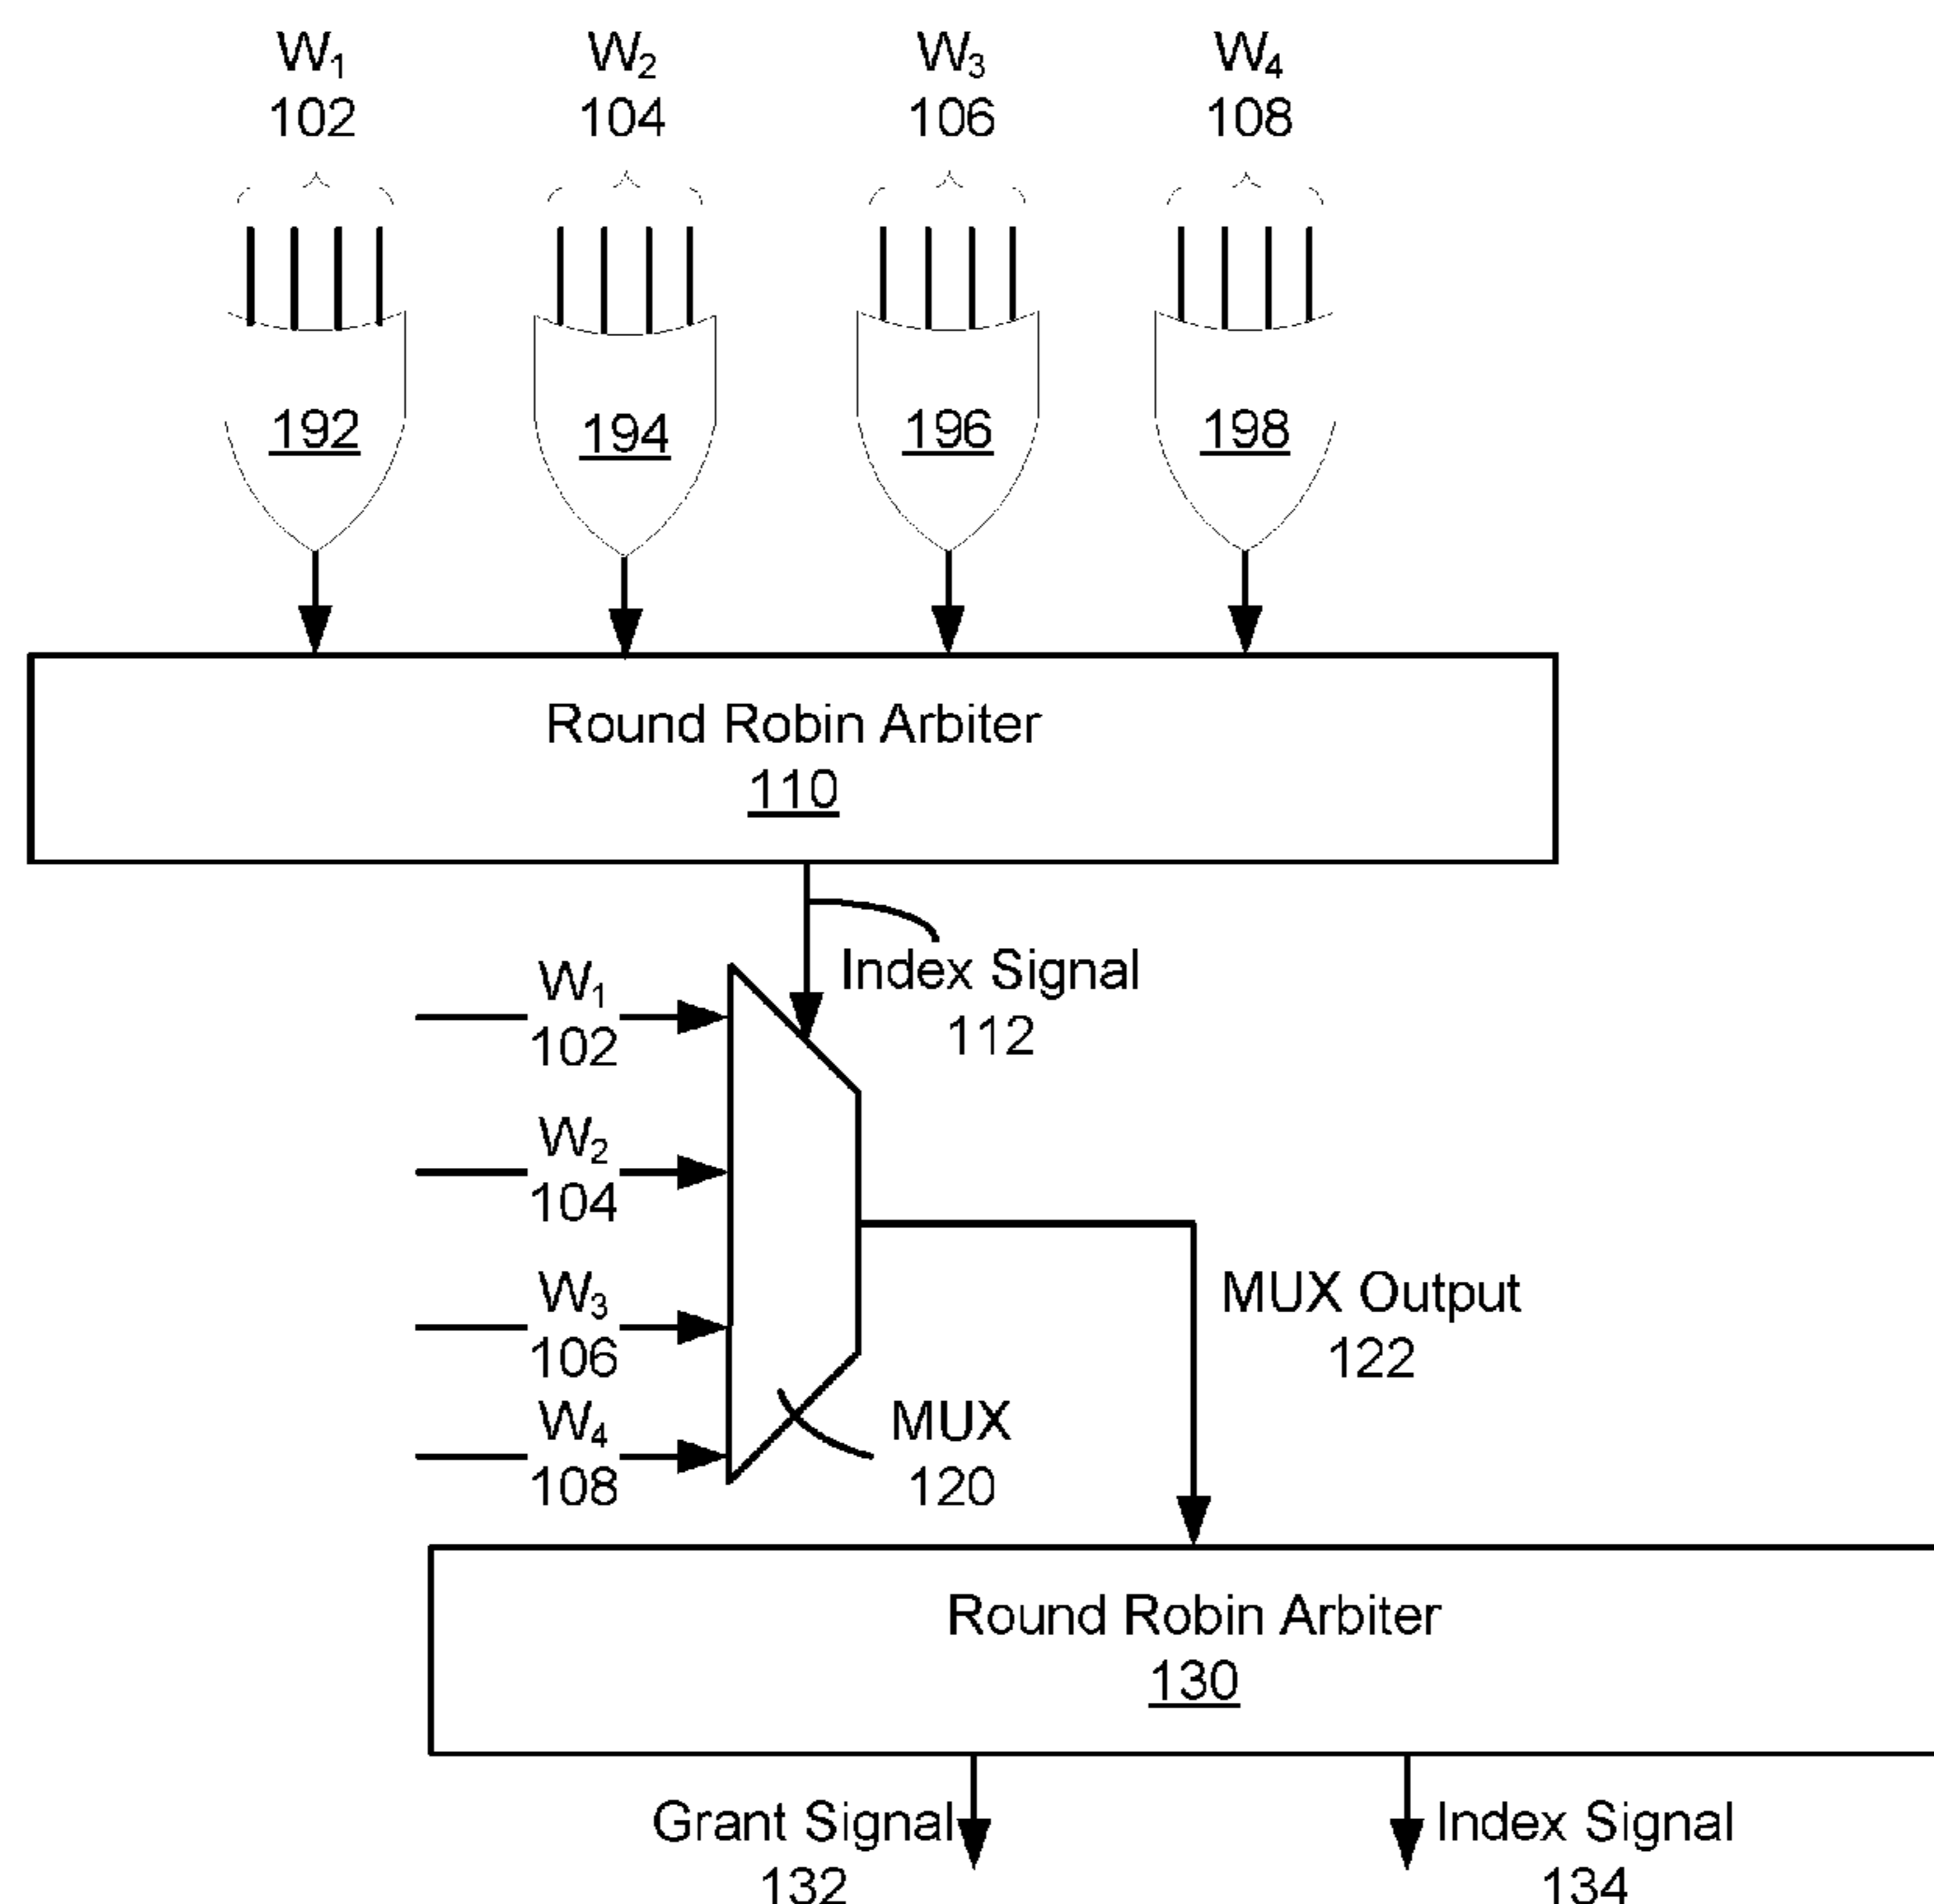 W₁ W₂ W₃ W₄
102 104 106 108
192 194 196 198
Round Robin Arbiter
110
Index Signal
112
W₁
102
W₂
104
W₃
106
W₄
108
MUX Output
122
MUX
120
Round Robin Arbiter
130
Grant Signal
132
Index Signal
134